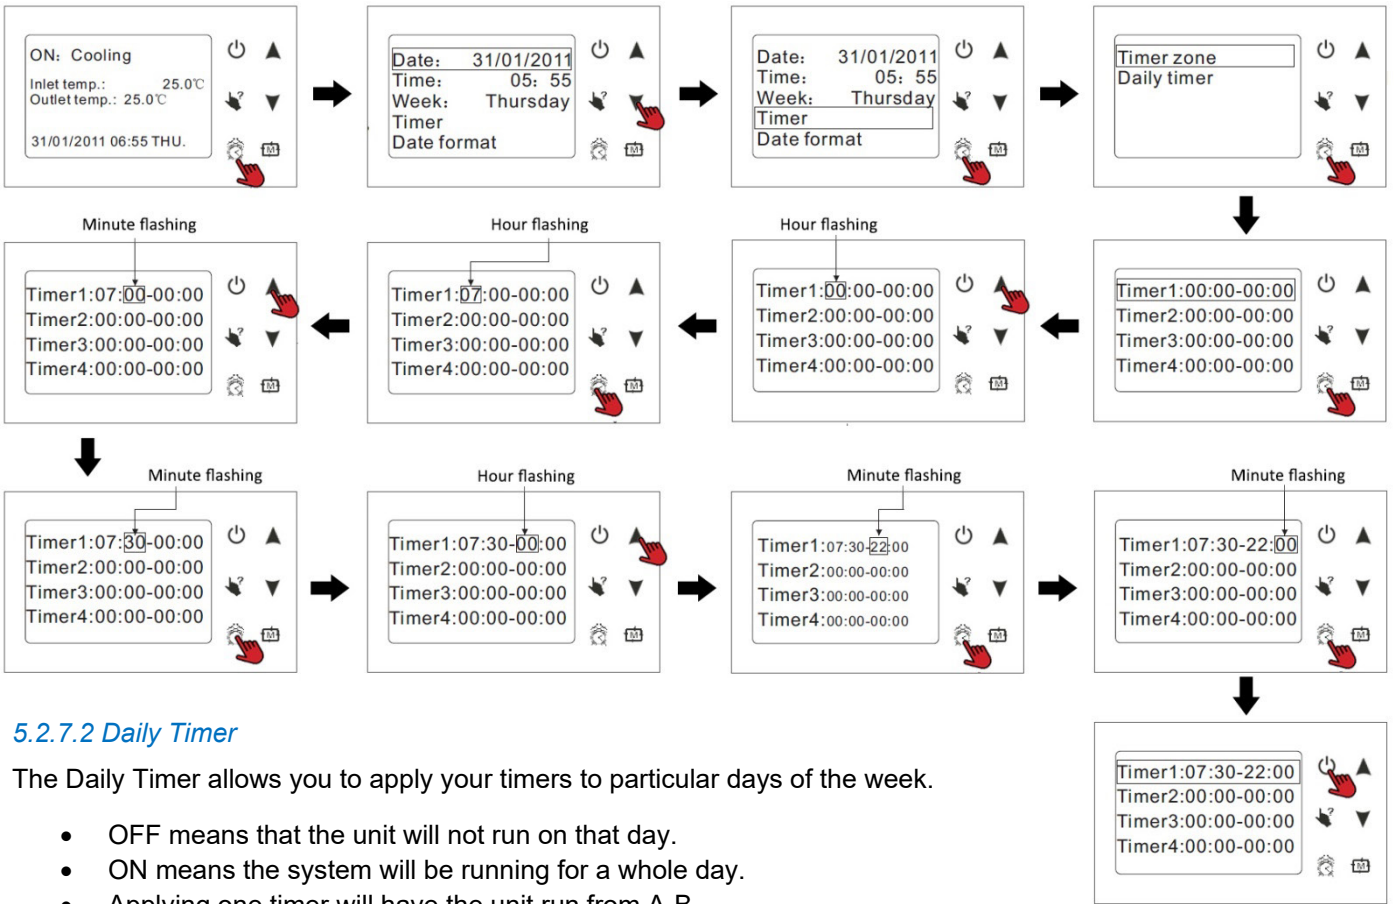 ON: Cooling
Inlet temp.: 25.0℃
Outlet temp.: 25.0℃
31/01/2011 06:55 THU.
Date: 31/01/2011
Time: 05: 55
Week: Thursday
Timer
Date format
Date: 31/01/2011
Time: 05: 55
Week: Thursday
Timer
Date format
Timer zone
Daily timer
Minute flashing
Timer1:07:00-00:00
Timer2:00:00-00:00
Timer3:00:00-00:00
Timer4:00:00-00:00
Hour flashing
Timer1:07:00-00:00
Timer2:00:00-00:00
Timer3:00:00-00:00
Timer4:00:00-00:00
Hour flashing
Timer1:00:00-00:00
Timer2:00:00-00:00
Timer3:00:00-00:00
Timer4:00:00-00:00
Timer1:00:00-00:00
Timer2:00:00-00:00
Timer3:00:00-00:00
Timer4:00:00-00:00
Minute flashing
Timer1:07:30-00:00
Timer2:00:00-00:00
Timer3:00:00-00:00
Timer4:00:00-00:00
Hour flashing
Timer1:07:30-00:00
Timer2:00:00-00:00
Timer3:00:00-00:00
Timer4:00:00-00:00
Minute flashing
Timer1:07:30-22:00
Timer2:00:00-00:00
Timer3:00:00-00:00
Timer4:00:00-00:00
Minute flashing
Timer1:07:30-22:00
Timer2:00:00-00:00
Timer3:00:00-00:00
Timer4:00:00-00:00
Timer1:07:30-22:00
Timer2:00:00-00:00
Timer3:00:00-00:00
Timer4:00:00-00:00
5.2.7.2 Daily Timer
The Daily Timer allows you to apply your timers to particular days of the week.
• OFF means that the unit will not run on that day.
• ON means the system will be running for a whole day.
• Applying one timer will have the unit run from A-B